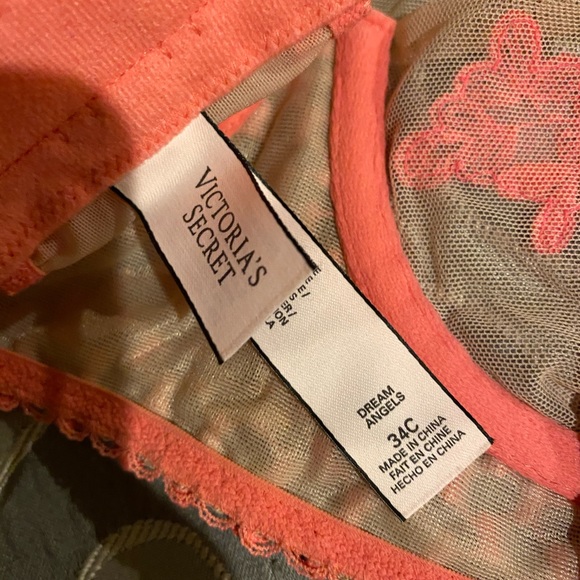 VICTORIA'S
SECRET
DREAM
ANGELS
34C
MADE IN CHINA
FAIT EN CHINE
HECHO EN CHINA